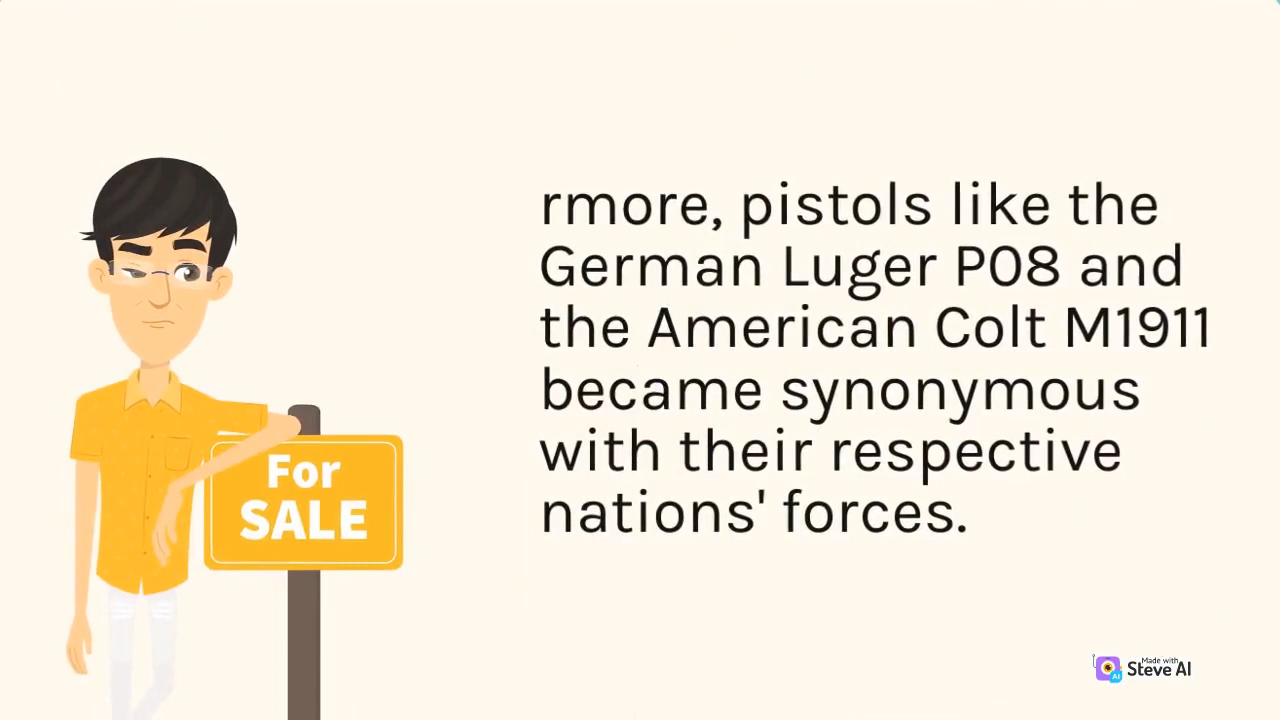 rmore, pistols like the
German Luger P08 and
the American Colt M1911
became synonymous
with their respective
nations' forces.
For
SALE
Made with
AI
Steve AI